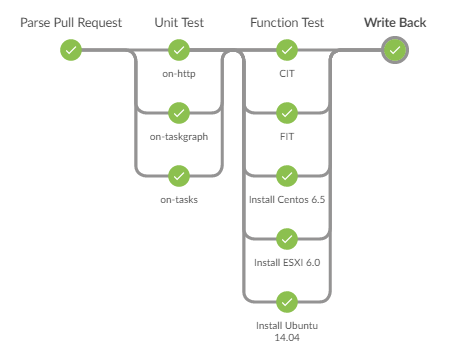 Parse Pull Request
Unit Test
Function Test
Write Back
on-http
CIT
on-taskgraph
FIT
on-tasks
Install Centos 6.5
Install ESXI 6.0
Install Ubuntu
14.04